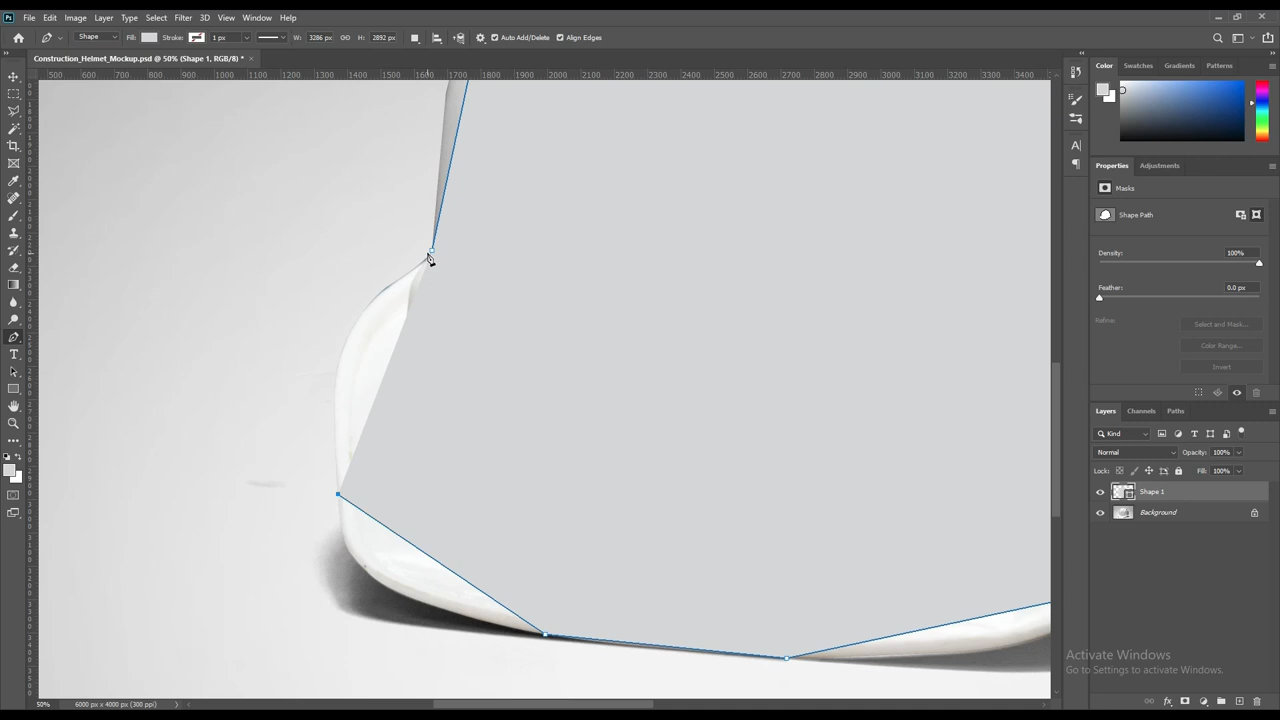 Ps File Edit Image Layer Type Select Filter 3D View Window Help
Shape Fill: Stroke: 1 px W: 3286 px H: 2892 px Auto Add/Delete Align Edges
Construction_Helmet_Mockup.psd @ 50% (Shape 1, RGB/8) *
500 600 700 800 900 1000 1100 1200 1300 1400 1500 1600 1700 1800 1900 2000 2100 2200 2300 2400 2500 2600 2700 2800 2900 3000 3100 3200 3300 3400
Color Swatches Gradients Patterns
Properties Adjustments
Masks
Shape Path
Density: 100%
Feather: 0.0 px
Refine: Select and Mask...
Color Range...
Invert
Layers Channels Paths
Kind
Normal Opacity: 100%
Lock: Fill: 100%
Shape 1
Background
Activate Windows
Go to Settings to activate Windows.
50% 6000 px x 4000 px (300 ppi)